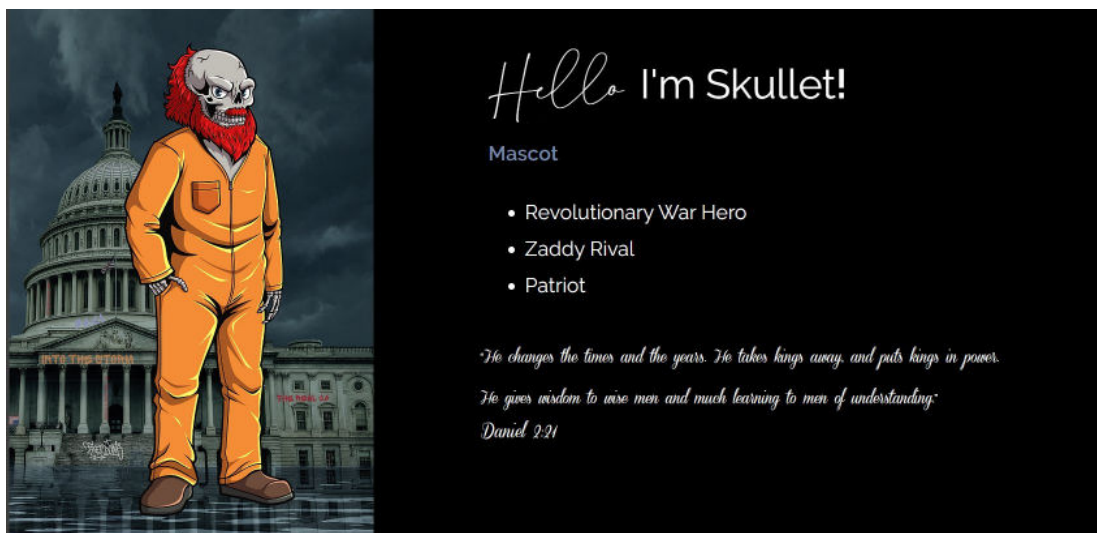 Hello I'm Skullet!
Mascot
• Revolutionary War Hero
• Zaddy Rival
• Patriot
"He changes the times and the years. He takes kings away, and puts kings in power.
He gives wisdom to wise men and much learning to men of understanding."
Daniel 2:21
INTO THE STORM